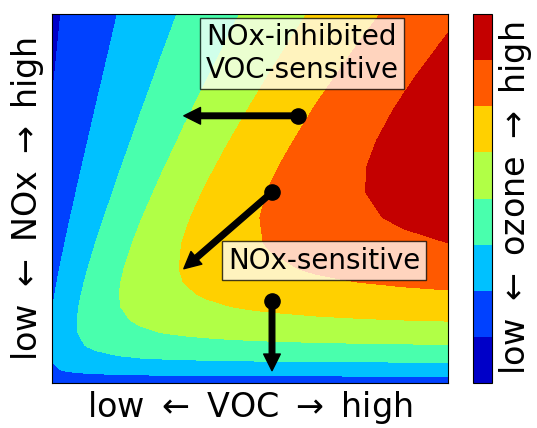 NOx-inhibited
VOC-sensitive
NOx-sensitive
low ← NOx → high
low ← VOC → high
low ← ozone → high